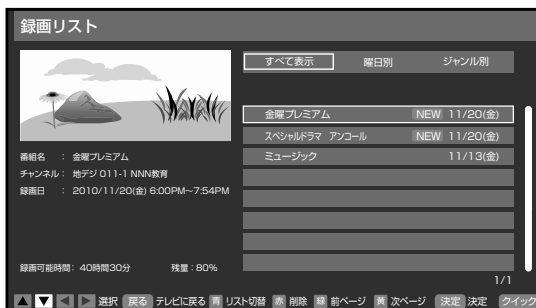 録画リスト
すべて表示 曜日別 ジャンル別
金曜プレミアム NEW 11/20(金)
スペシャルドラマ アンコール NEW 11/20(金)
ミュージック 11/13(金)
番組名 : 金曜プレミアム
チャンネル : 地デジ 011-1 NNN教育
録画日 : 2010/11/20(金) 6:00PM~7:54PM
録画可能時間: 40時間30分 残量:80%
1/1
選択 戻る テレビに戻る 青 リスト切替 赤 削除 緑 前ページ 黄 次ページ 決定 決定 クイック